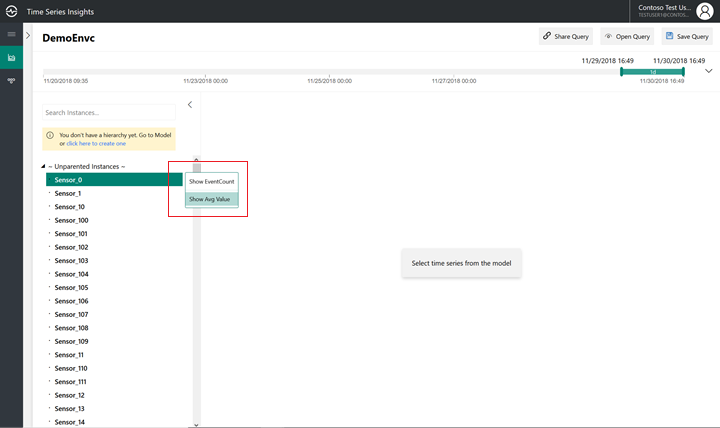 Time Series Insights
Contoso Test Us...
TESTUSER1@CONTOS...
DemoEnvc
Share Query
Open Query
Save Query
11/29/2018 16:49
11/30/2018 16:49
1d
11/20/2018 09:35
11/23/2018 00:00
11/25/2018 00:00
11/27/2018 00:00
11/30/2018 16:49
Search Instances...
You don't have a hierarchy yet. Go to Model
or click here to create one
~ Unparented Instances ~
Sensor_0
Show EventCount
Show Avg Value
Sensor_1
Sensor_10
Sensor_100
Sensor_101
Sensor_102
Sensor_103
Sensor_104
Sensor_105
Sensor_106
Sensor_107
Sensor_108
Sensor_109
Sensor_11
Sensor_110
Sensor_111
Sensor_12
Sensor_13
Sensor_14
Select time series from the model